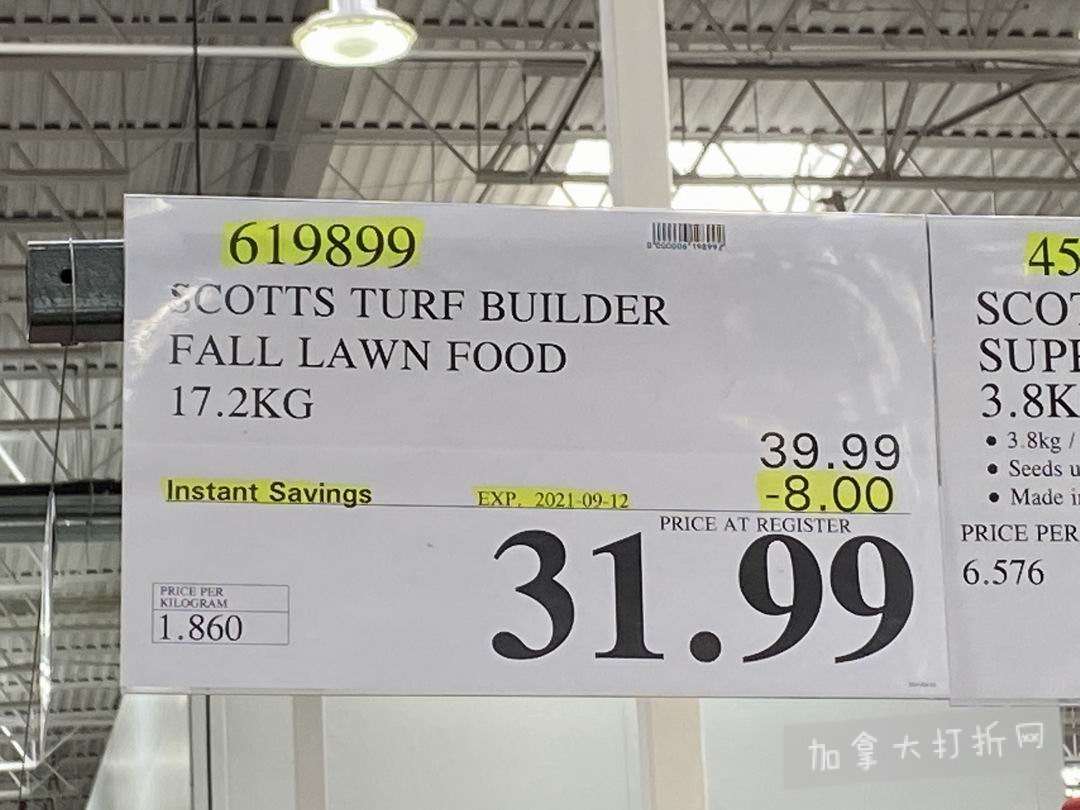 619899
SCOTTS TURF BUILDER
FALL LAWN FOOD
17.2KG
39.99
Instant Savings EXP. 2021-09-12 -8.00
PRICE AT REGISTER
31.99
PRICE PER
KILOGRAM
1.860
45
SCOT
SUPE
3.8K
• 3.8kg /
• Seeds u
• Made i
PRICE PER
6.576
加拿大打折网